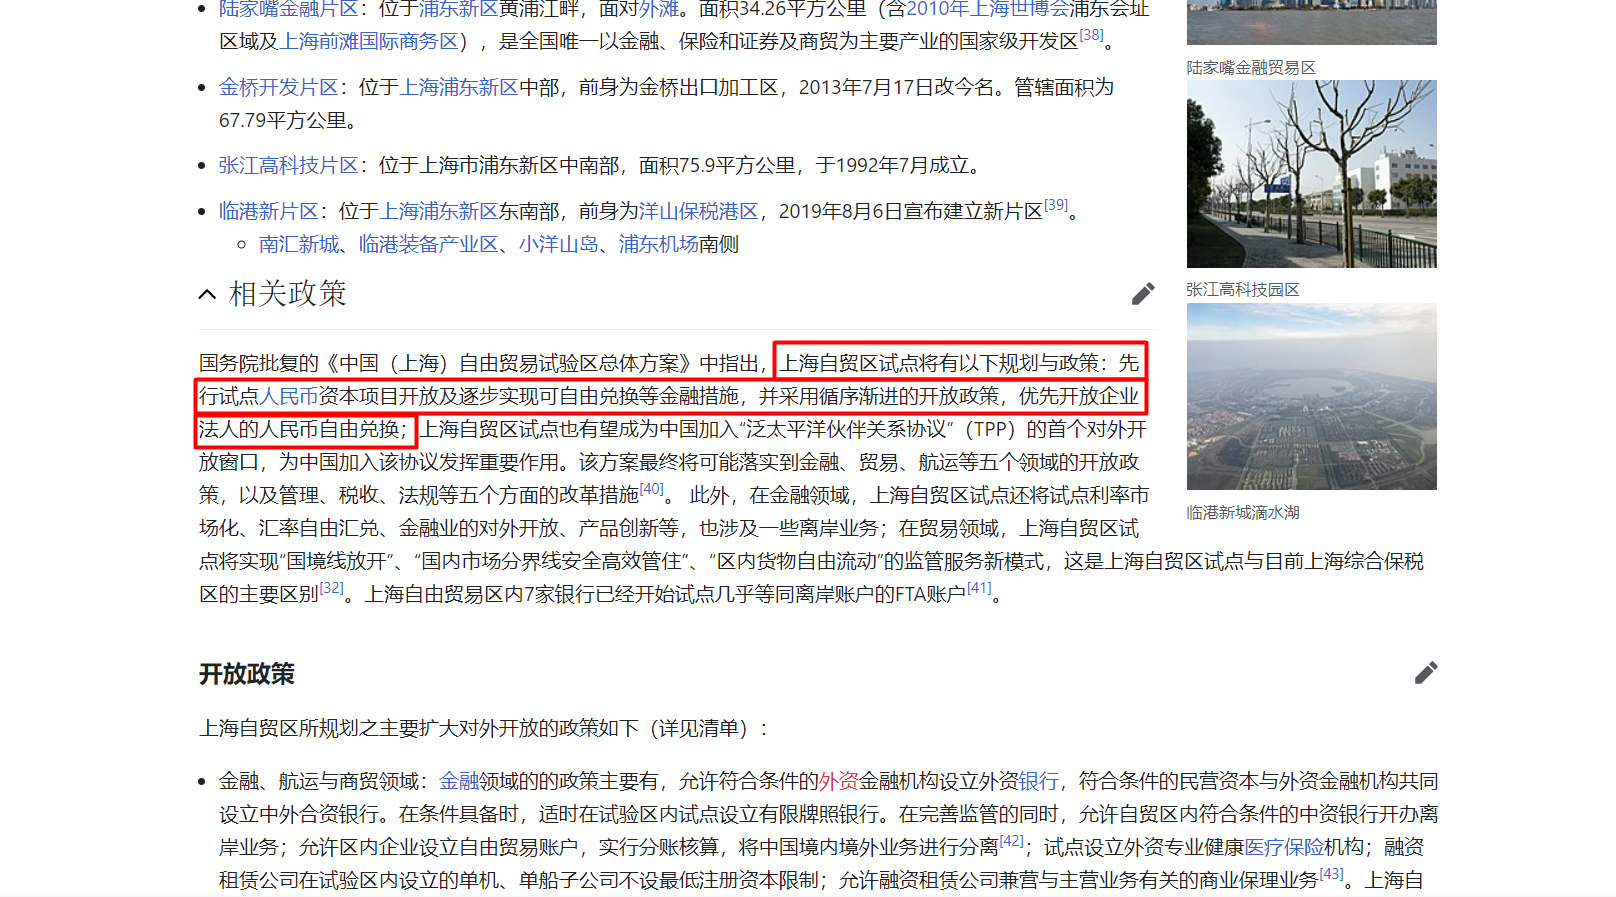 陆家嘴金融片区：位于浦东新区黄浦江畔，面对外滩。面积34.26平方公里（含2010年上海世博会浦东会址
区域及上海前滩国际商务区），是全国唯一以金融、保险和证券及商贸为主要产业的国家级开发区[38]。
金桥开发片区：位于上海浦东新区中部，前身为金桥出口加工区，2013年7月17日改今名。管辖面积为
67.79平方公里。
张江高科技片区：位于上海市浦东新区中南部，面积75.9平方公里，于1992年7月成立。
临港新片区：位于上海浦东新区东南部，前身为洋山保税港区，2019年8月6日宣布建立新片区[39]。
南汇新城、临港装备产业区、小洋山岛、浦东机场南侧
相关政策
国务院批复的《中国（上海）自由贸易试验区总体方案》中指出，上海自贸区试点将有以下规划与政策：先
行试点人民币资本项目开放及逐步实现可自由兑换等金融措施，并采用循序渐进的开放政策，优先开放企业
法人的人民币自由兑换；上海自贸区试点也有望成为中国加入“泛太平洋伙伴关系协议”（TPP）的首个对外开
放窗口，为中国加入该协议发挥重要作用。该方案最终将可能落实到金融、贸易、航运等五个领域的开放政
策，以及管理、税收、法规等五个方面的改革措施[40]。 此外，在金融领域，上海自贸区试点还将试点利率市
场化、汇率自由汇兑、金融业的对外开放、产品创新等，也涉及一些离岸业务；在贸易领域，上海自贸区试
点将实现“国境线放开”、“国内市场分界线安全高效管住”、“区内货物自由流动”的监管服务新模式，这是上海自贸区试点与目前上海综合保税
区的主要区别[32]。上海自由贸易区内7家银行已经开始试点几乎等同离岸账户的FTA账户[41]。
开放政策
上海自贸区所规划之主要扩大对外开放的政策如下（详见清单）：
金融、航运与商贸领域：金融领域的的政策主要有，允许符合条件的外资金融机构设立外资银行，符合条件的民营资本与外资金融机构共同
设立中外合资银行。在条件具备时，适时在试验区内试点设立有限牌照银行。在完善监管的同时，允许自贸区内符合条件的中资银行开办离
岸业务；允许区内企业设立自由贸易账户，实行分账核算，将中国境内境外业务进行分离[42]；试点设立外资专业健康医疗保险机构；融资
租赁公司在试验区内设立的单机、单船子公司不设最低注册资本限制；允许融资租赁公司兼营与主营业务有关的商业保理业务[43]。上海自
陆家嘴金融贸易区
张江高科技园区
临港新城滴水湖